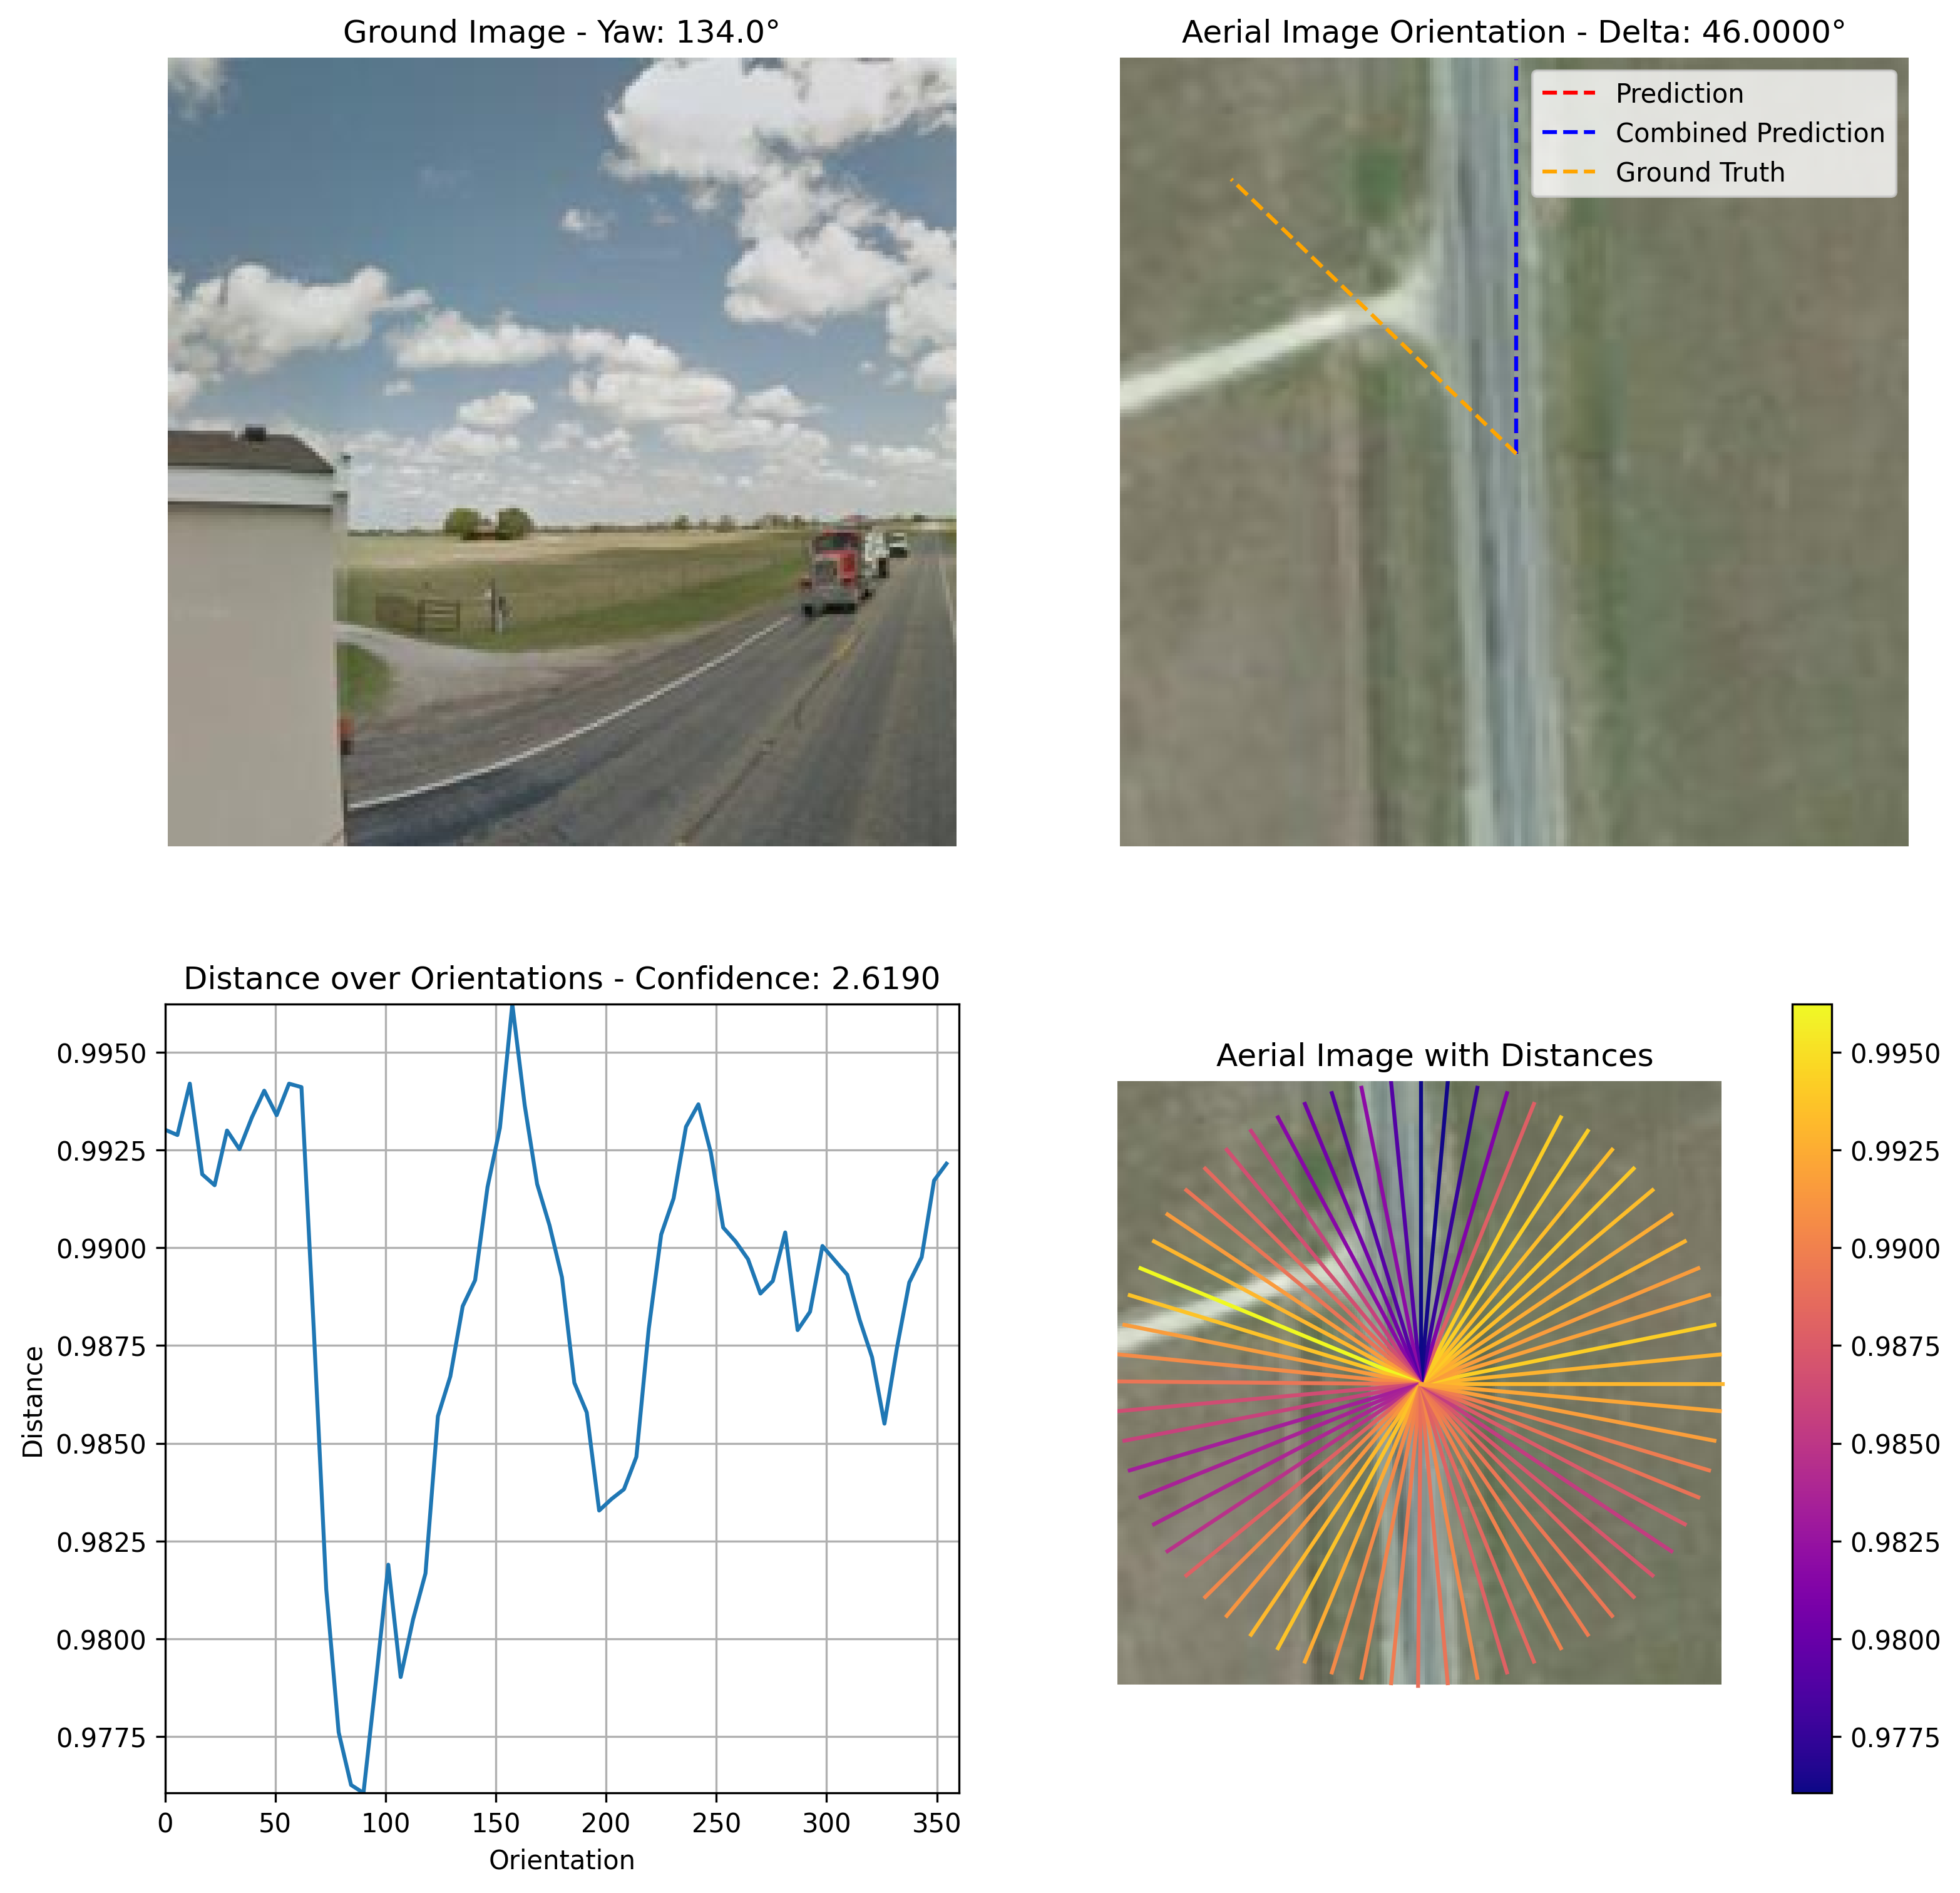 Ground Image - Yaw: 134.0°
Aerial Image Orientation - Delta: 46.0000°
Prediction
Combined Prediction
Ground Truth
Distance over Orientations - Confidence: 2.6190
0.9950
0.9925
0.9900
0.9875
0.9850
0.9825
0.9800
0.9775
Distance
0
50
100
150
200
250
300
350
Orientation
Aerial Image with Distances
0.9950
0.9925
0.9900
0.9875
0.9850
0.9825
0.9800
0.9775